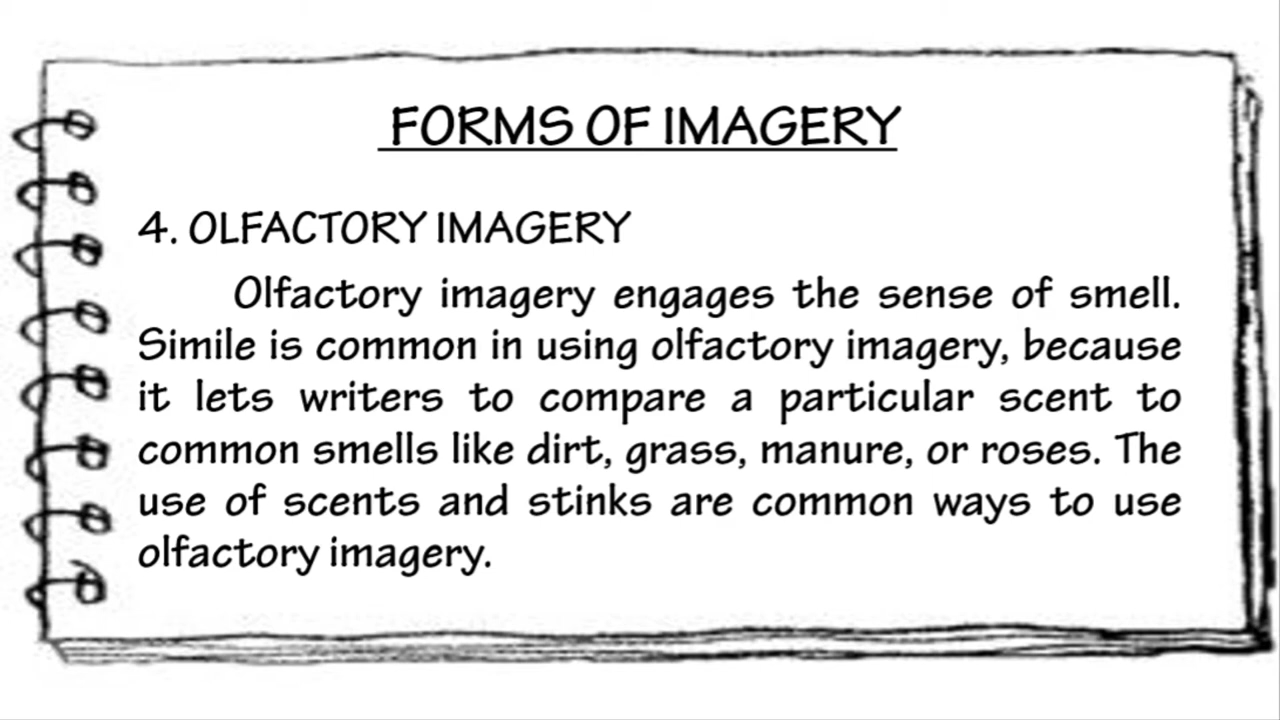 FORMS OF IMAGERY
4. OLFACTORY IMAGERY
Olfactory imagery engages the sense of smell.
Simile is common in using olfactory imagery, because
it lets writers to compare a particular scent to
common smells like dirt, grass, manure, or roses. The
use of scents and stinks are common ways to use
olfactory imagery.